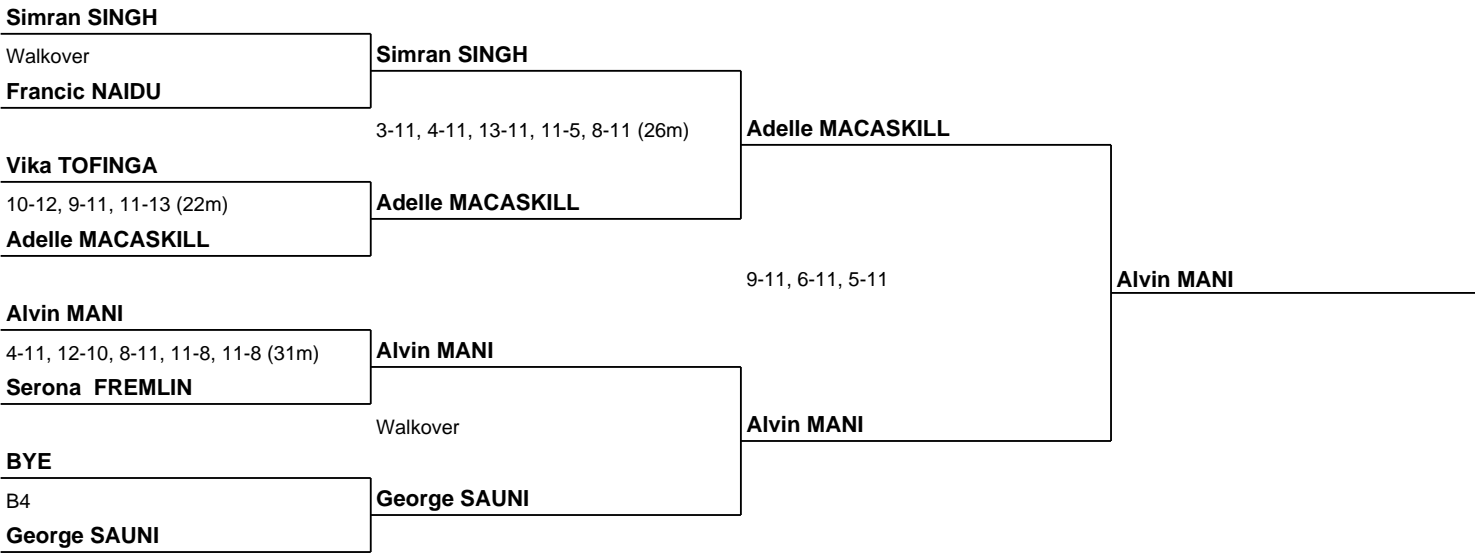 Simran SINGH
Walkover
Francic NAIDU
Simran SINGH
3-11, 4-11, 13-11, 11-5, 8-11 (26m)
Adelle MACASKILL
Vika TOFINGA
10-12, 9-11, 11-13 (22m)
Adelle MACASKILL
Adelle MACASKILL
9-11, 6-11, 5-11
Alvin MANI
Alvin MANI
4-11, 12-10, 8-11, 11-8, 11-8 (31m)
Serona  FREMLIN
Alvin MANI
Walkover
Alvin MANI
BYE
B4
George SAUNI
George SAUNI